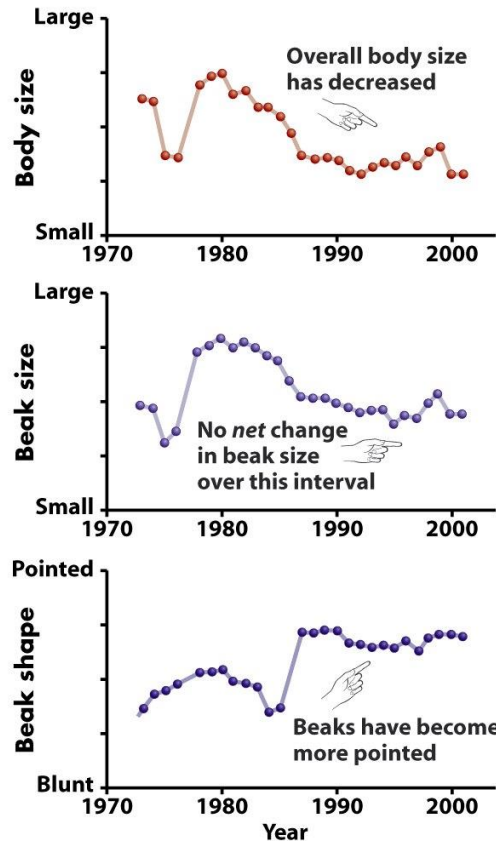 Large
Body size
Overall body size
has decreased
Small
1970 1980 1990 2000
Large
Beak size
No net change
in beak size
over this interval
Small
1970 1980 1990 2000
Pointed
Beak shape
Beaks have become
more pointed
Blunt
1970 1980 1990 2000
Year